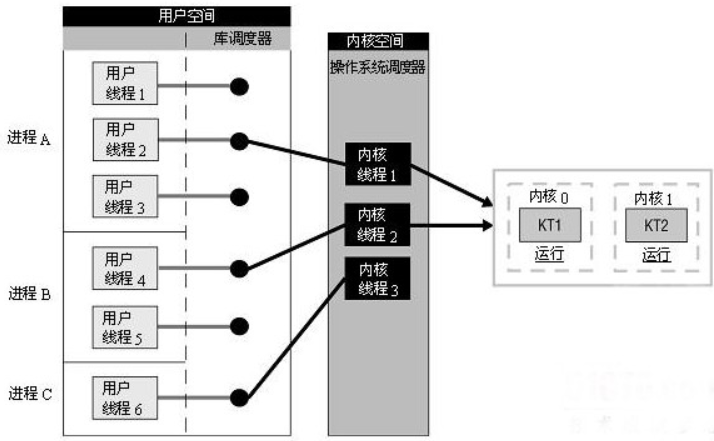 用户空间
库调度器
内核空间
操作系统调度器
进程A
用户
线程1
用户
线程2
用户
线程3
进程B
用户
线程4
用户
线程5
进程C
用户
线程6
内核
线程1
内核
线程2
内核
线程3
内核0
KT1
运行
内核1
KT2
运行